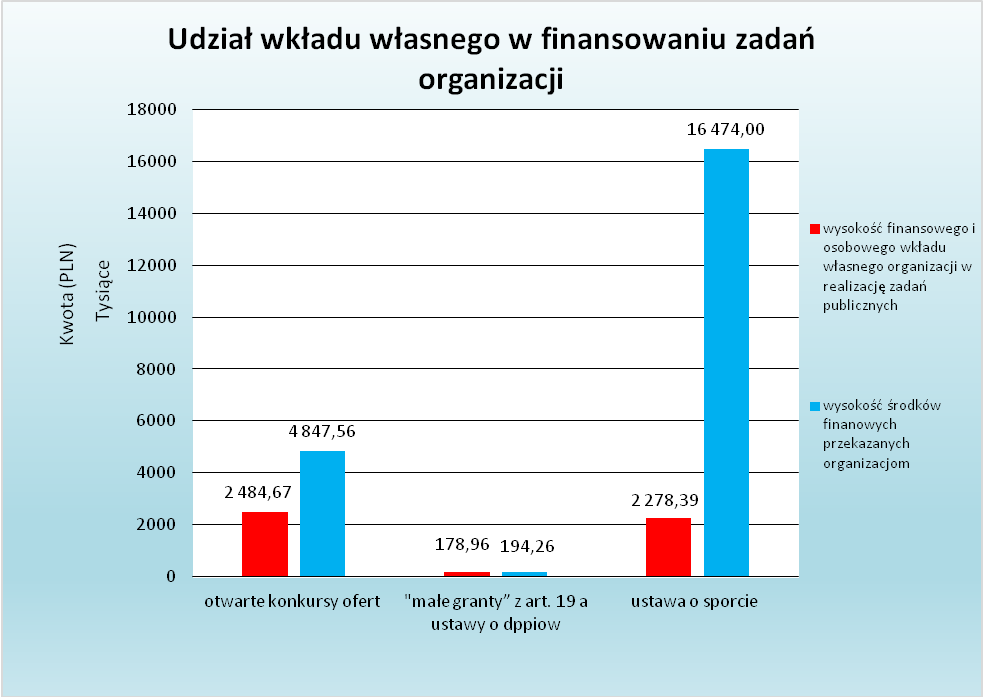 Udział wkładu własnego w finansowaniu zadań
organizacji
Kwota (PLN)
Tysiące
18000
16000
14000
12000
10000
8000
6000
4000
2000
0
2 484,67
4 847,56
178,96
194,26
2 278,39
16 474,00
otwarte konkursy ofert
"małe granty” z art. 19 a
ustawy o dppiow
ustawa o sporcie
wysokość finansowego i
osobowego wkładu
własnego organizacji w
realizację zadań
publicznych
wysokość środków
finanowych
przekazanych
organizacjom